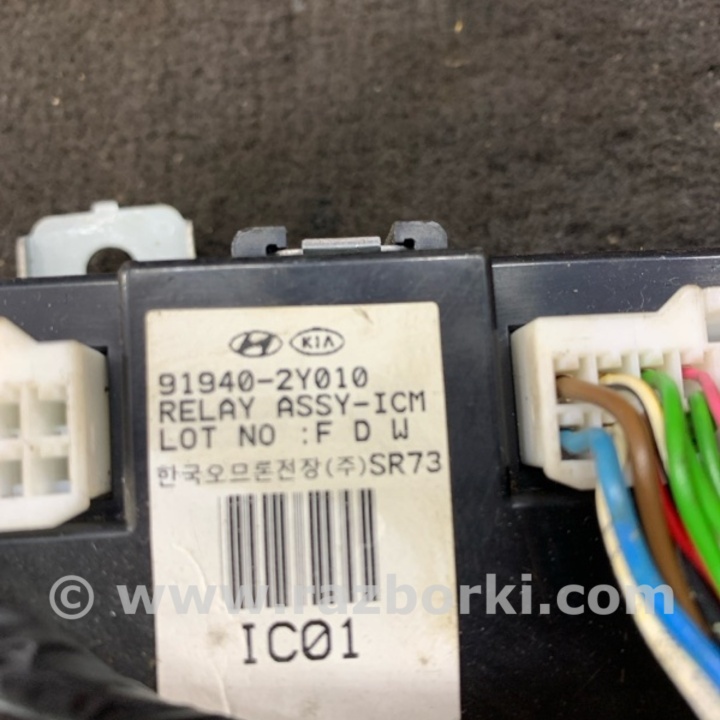 KIA
91940-2Y010
RELAY ASSY-ICM
LOT NO :F D W
한국오므론전장(주)SR73
© www.razborki.com
IC01